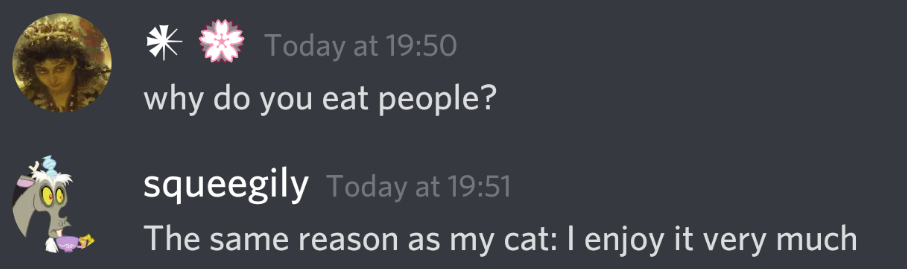 Today at 19:50
why do you eat people?
squeegily Today at 19:51
The same reason as my cat: I enjoy it very much